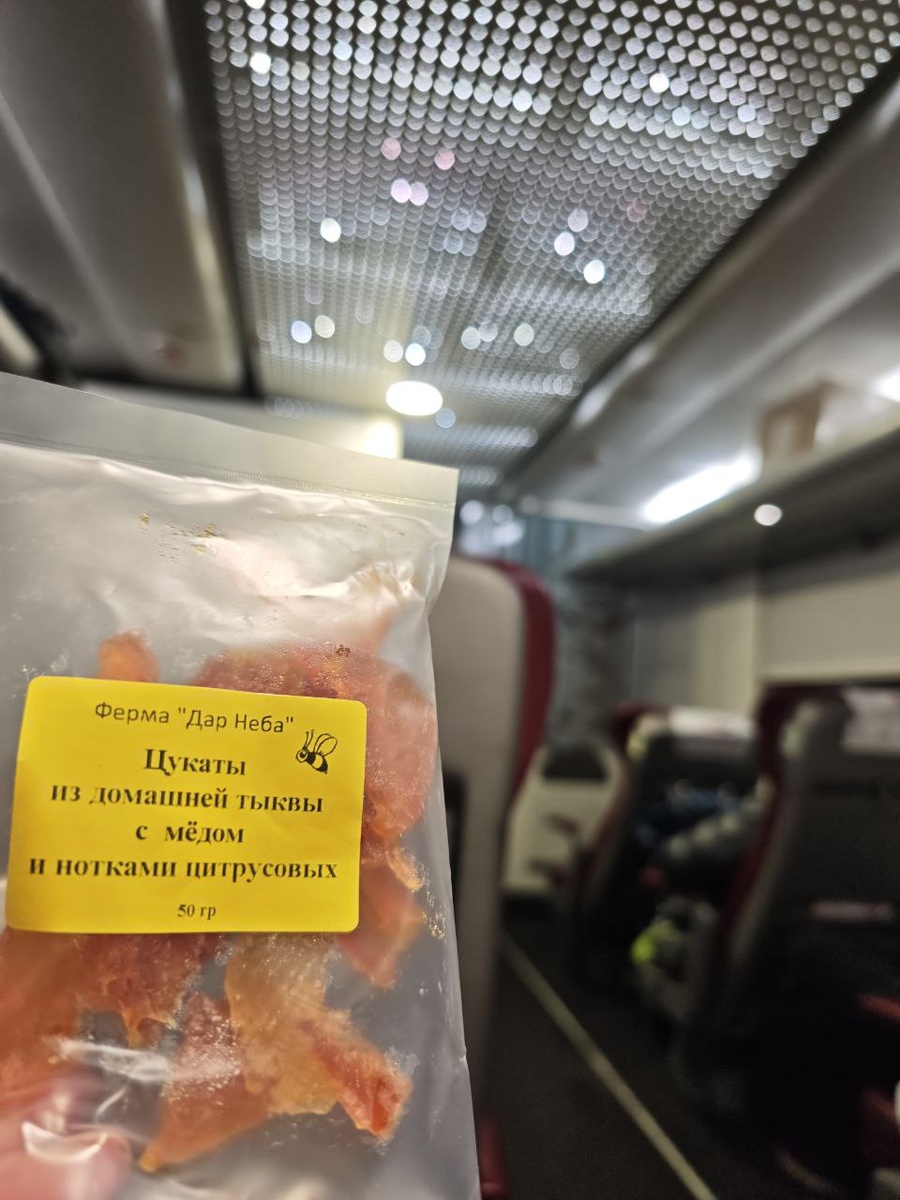 Ферма "Дар Неба"
Цукаты
из домашней тыквы
с мёдом
и нотками цитрусовых
50 гр